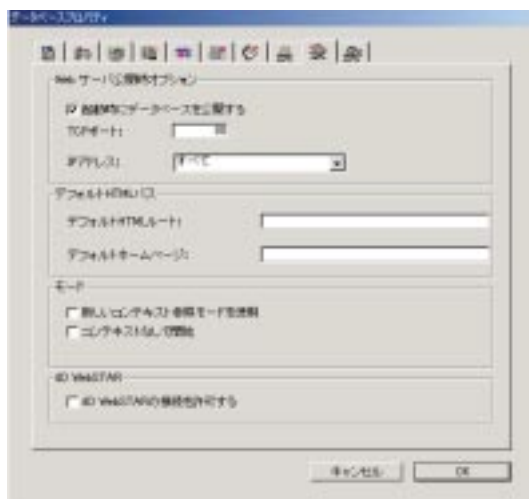 データベースプロパティ
Web サーバ公開時オプション
起動時にデータベースを公開する
TCPポート:
80
IPアドレス:
すべて
デフォルトHTMLパス
デフォルトHTMLルート:
デフォルトホームページ:
モード
新しいコンテキスト参照モードを使用
コンテキストなしで開始
4D WebSTAR
4D WebSTARの接続を許可する
キャンセル
OK